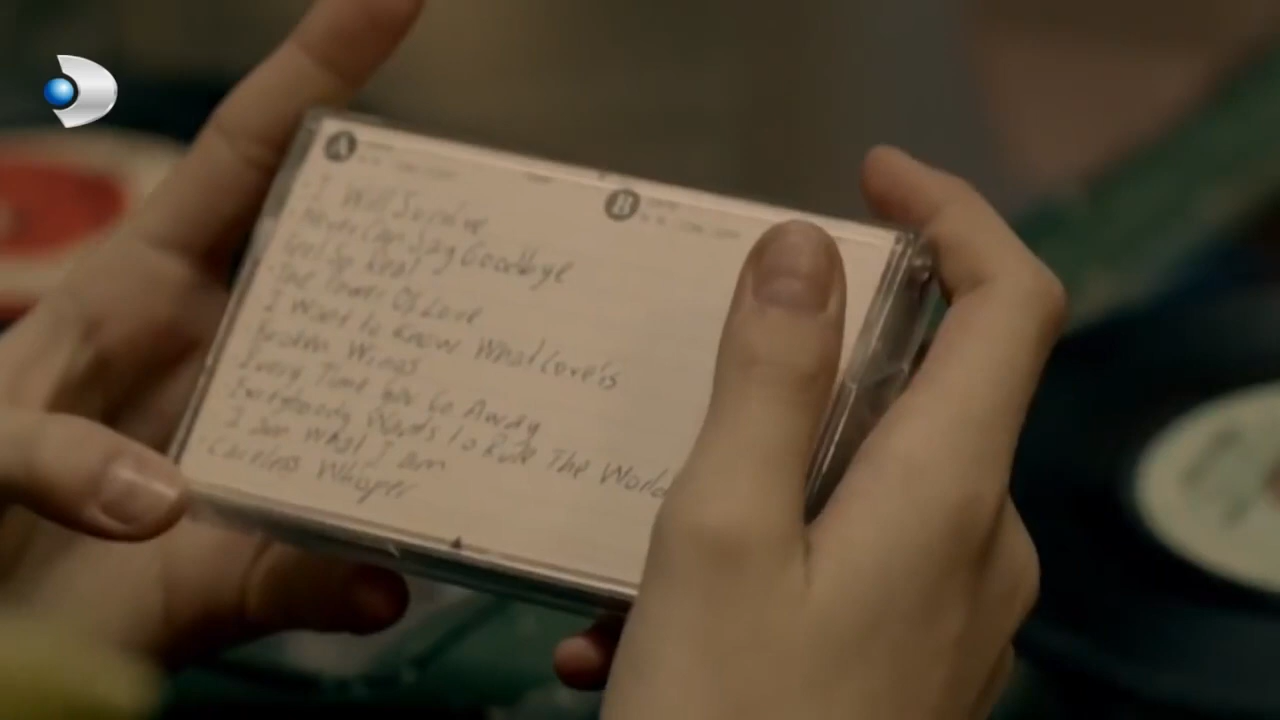 A
B
I Will Survive
Never Can Say Goodbye
Feel So Real
The Power Of Love
I Want to Know What Love is
Broken Wings
Every Time You Go Away
Everybody Wants to Rule The World
I am What I am
Careless Whisper